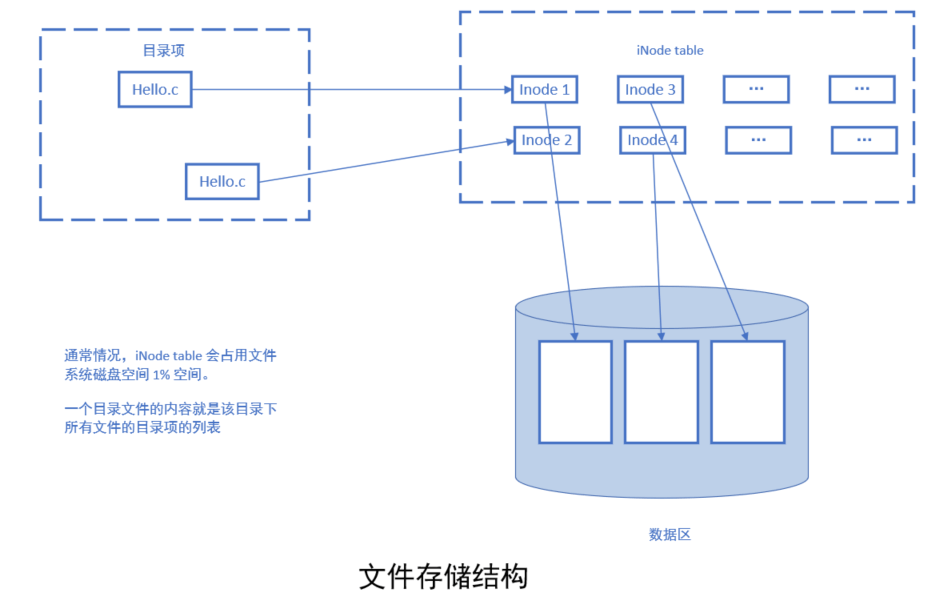 目录项
iNode table
Hello.c
Inode 1
Inode 3
...
...
Inode 2
Inode 4
...
...
Hello.c
通常情况，iNode table 会占用文件
系统磁盘空间 1% 空间。
一个目录文件的内容就是该目录下
所有文件的目录项的列表
数据区
文件存储结构